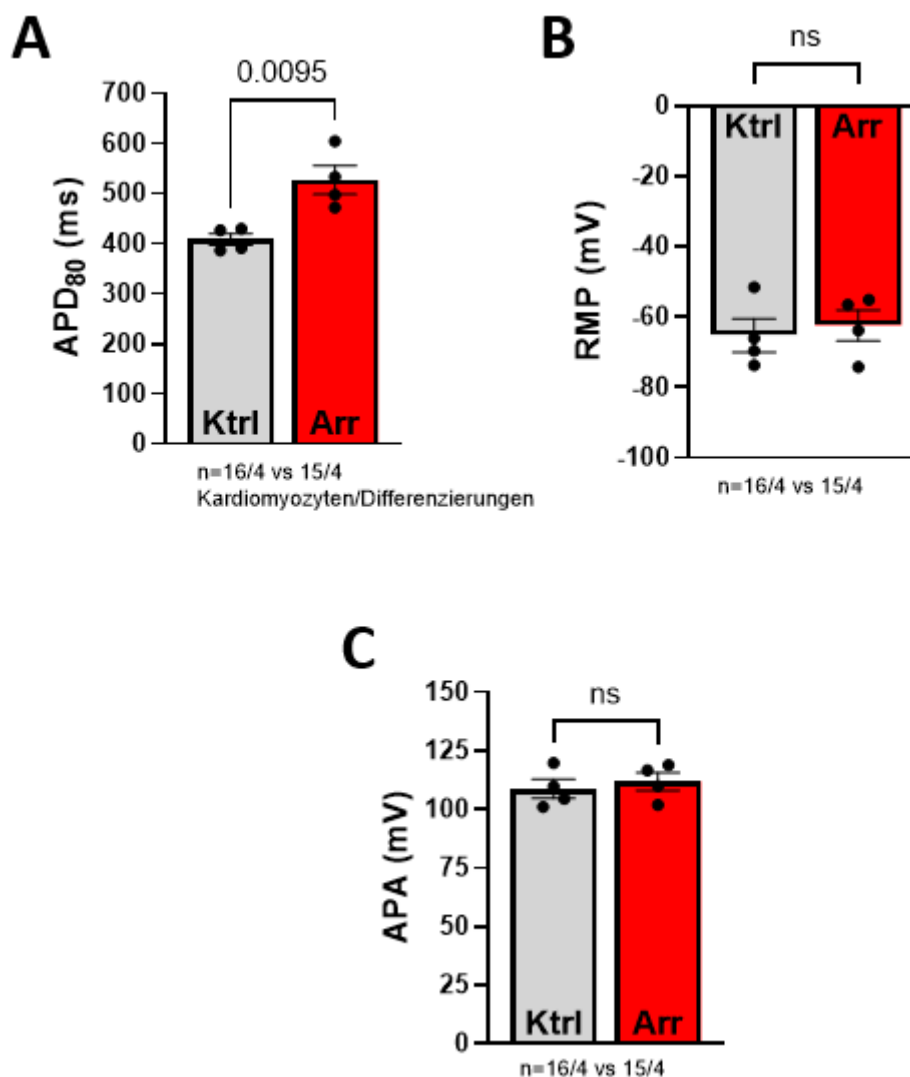 A
0.0095
700
600
500
400
300
200
100
0
APD80 (ms)
Ktrl
Arr
n=16/4 vs 15/4
Kardiomyozyten/Differenzierungen
B
ns
0
-20
-40
-60
-80
-100
RMP (mV)
Ktrl
Arr
n=16/4 vs 15/4
C
ns
150
125
100
75
50
25
0
APA (mV)
Ktrl
Arr
n=16/4 vs 15/4